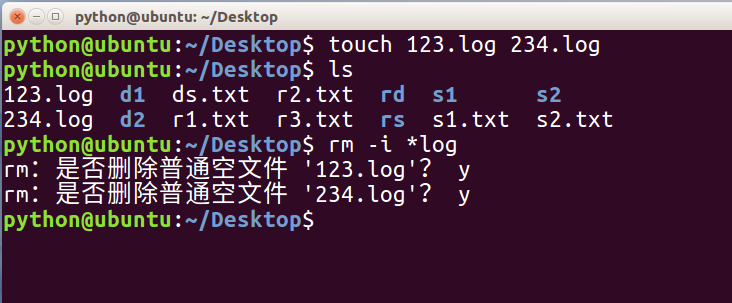 python@ubuntu: ~/Desktop
python@ubuntu:~/Desktop$ touch 123.log 234.log
python@ubuntu:~/Desktop$ ls
123.log  d1  ds.txt  r2.txt  rd  s1      s2
234.log  d2  r1.txt  r3.txt  rs  s1.txt  s2.txt
python@ubuntu:~/Desktop$ rm -i *log
rm：是否删除普通空文件 '123.log'？ y
rm：是否删除普通空文件 '234.log'？ y
python@ubuntu:~/Desktop$